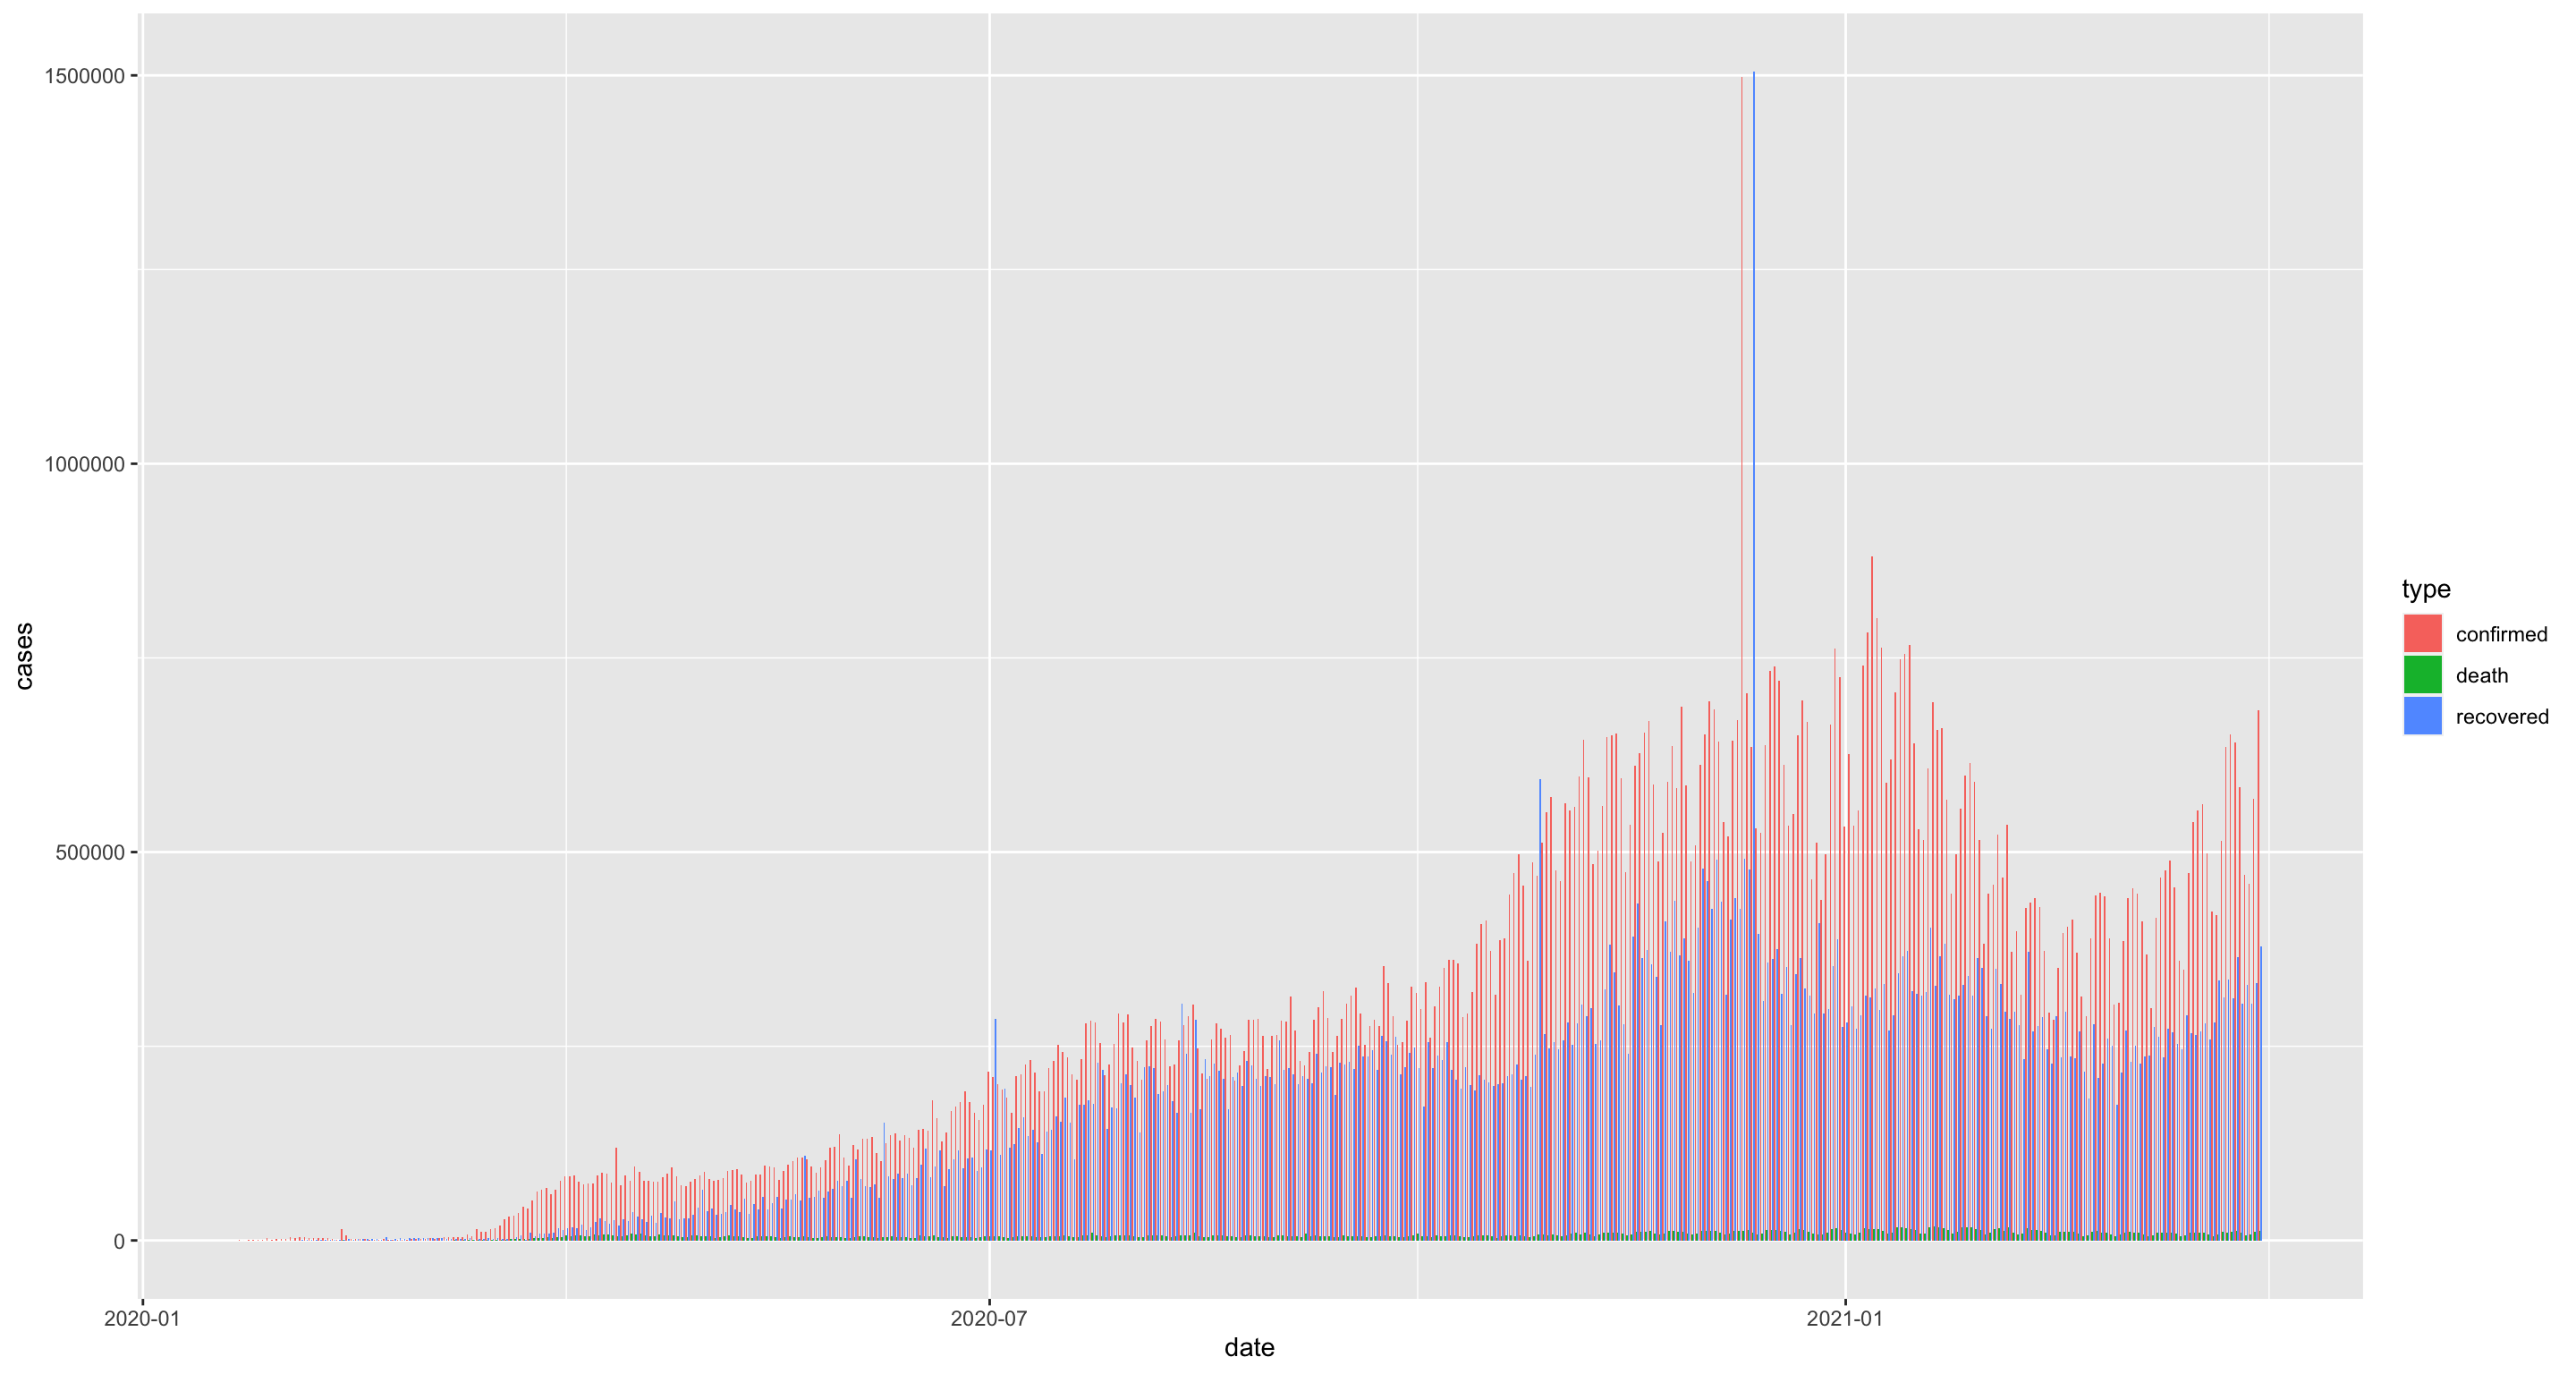 1500000
1000000
500000
0
cases
2020-01
2020-07
2021-01
date
type
confirmed
death
recovered